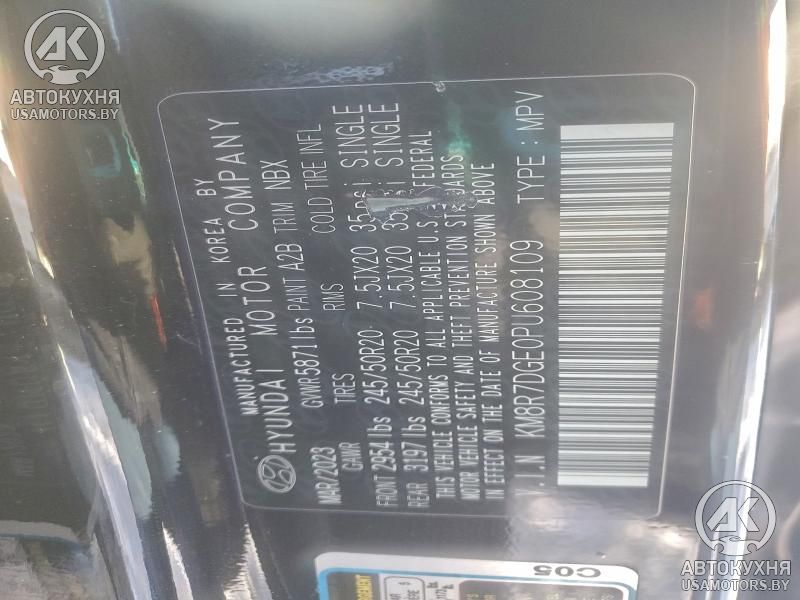 MANUFACTURED IN KOREA BY
HYUNDAI MOTOR COMPANY
MAR/2023 GVWR 5871 lbs PAINT A2B TRIM NBX
GAWR TIRES RIMS COLD TIRE INFL
FRONT 2954 lbs 245/50R20 7.5JX20 35 SINGLE
REAR 3197 lbs 245/50R20 7.5JX20 35 SINGLE
THIS VEHICLE CONFORMS TO ALL APPLICABLE U.S. FEDERAL
MOTOR VEHICLE SAFETY AND THEFT PREVENTION STANDARDS
IN EFFECT ON THE DATE OF MANUFACTURE SHOWN ABOVE
V.I.N KM8R7DGE0PU608109 TYPE : MPV
C05
AK
АВТОКУХНЯ
USAMOTORS.BY
AK
АВТОКУХНЯ
USAMOTORS.BY